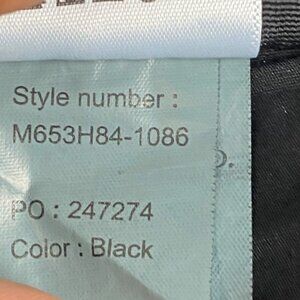 Style number :
M653H84-1086
PO : 247274
Color : Black